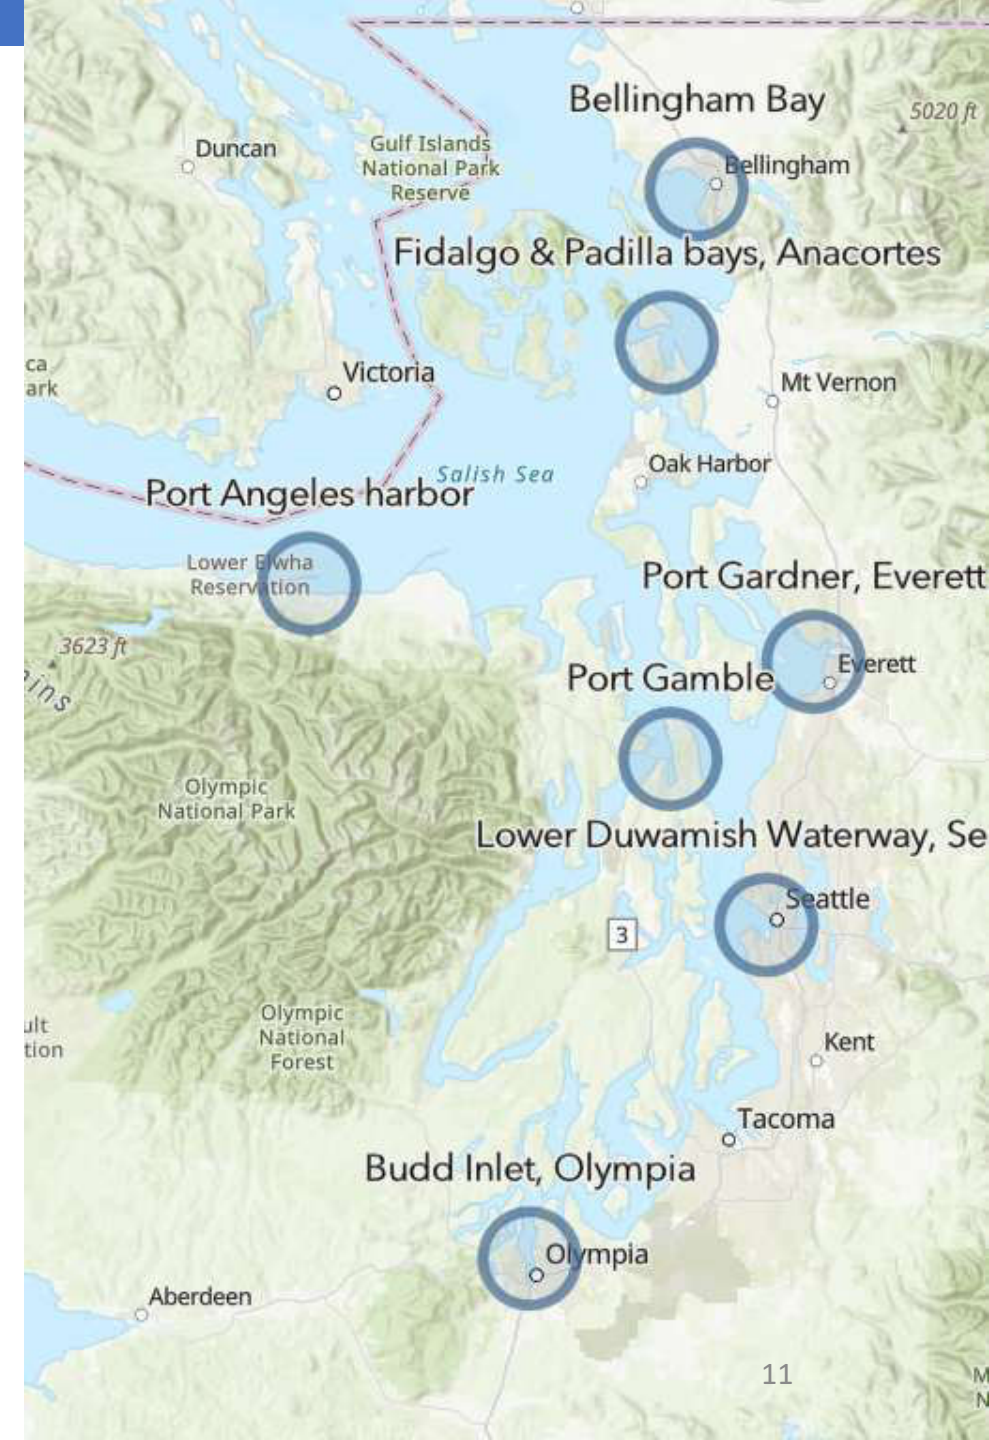 Bellingham Bay
5020 ft
Duncan
Gulf Islands
National Park
Reserve
Bellingham
Fidalgo & Padilla bays, Anacortes
ca
ark
Victoria
Mt Vernon
Oak Harbor
Salish Sea
Port Angeles harbor
Lower Elwha
Reservation
Port Gardner, Everett
3623 ft
ins
Everett
Port Gamble
Olympic
National Park
Lower Duwamish Waterway, Se
Seattle
3
Olympic
National
Forest
ult
tion
Kent
Tacoma
Budd Inlet, Olympia
Olympia
Aberdeen
11
M
N